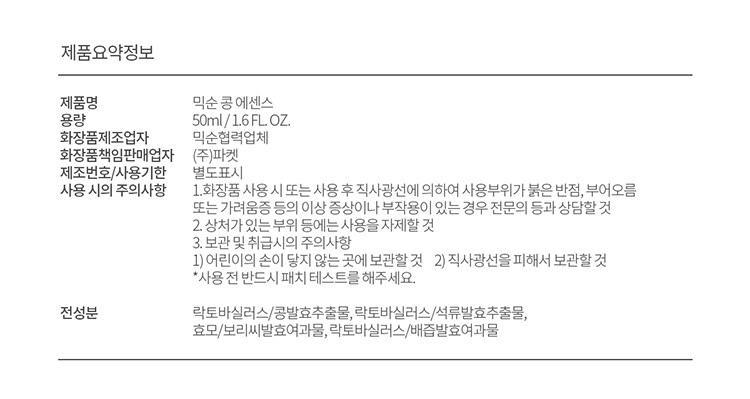 제품요약정보
제품명 믹순 콩 에센스
용량 50ml / 1.6 FL. OZ.
화장품제조업자 믹순협력업체
화장품책임판매업자 (주)파켓
제조번호/사용기한 별도표시
사용 시의 주의사항 1.화장품 사용 시 또는 사용 후 직사광선에 의하여 사용부위가 붉은 반점, 부어오름
또는 가려움증 등의 이상 증상이나 부작용이 있는 경우 전문의 등과 상담할 것
2. 상처가 있는 부위 등에는 사용을 자제할 것
3. 보관 및 취급시의 주의사항
1) 어린이의 손이 닿지 않는 곳에 보관할 것 2) 직사광선을 피해서 보관할 것
*사용 전 반드시 패치 테스트를 해주세요.
전성분 락토바실러스/콩발효추출물, 락토바실러스/석류발효추출물,
효모/보리씨발효여과물, 락토바실러스/배즙발효여과물